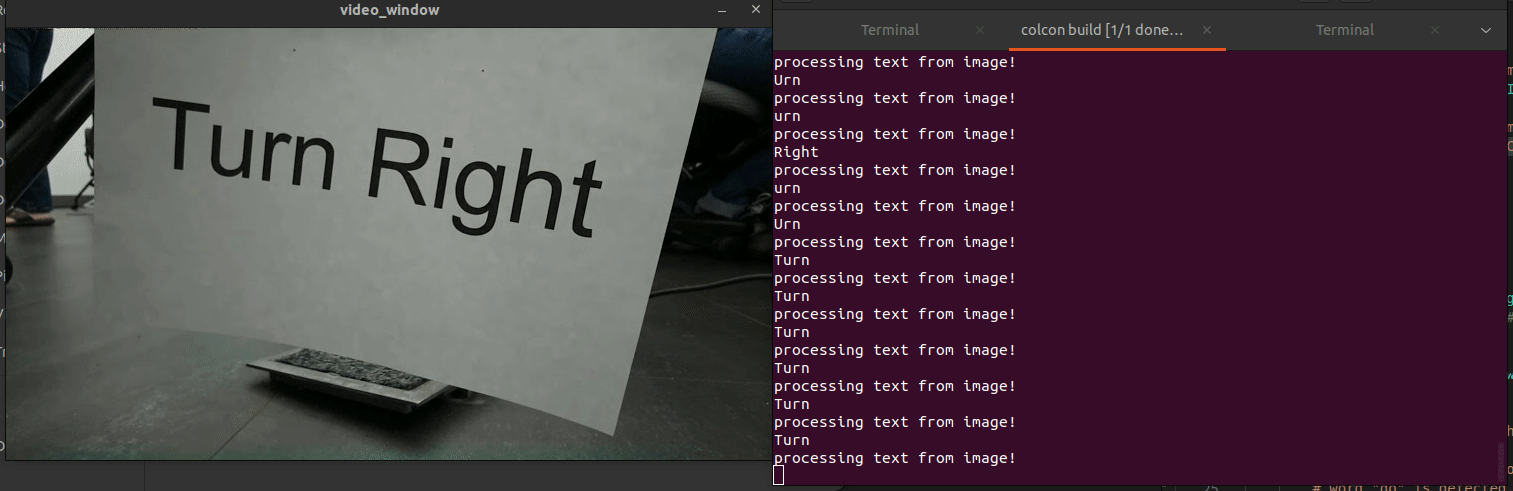 video_window
Turn Right
Terminal
colcon build [1/1 done…
Terminal
processing text from image!
Urn
processing text from image!
urn
processing text from image!
Right
processing text from image!
urn
processing text from image!
Urn
processing text from image!
Turn
processing text from image!
Turn
processing text from image!
Turn
processing text from image!
Turn
processing text from image!
Turn
processing text from image!
Turn
processing text from image!
25
# word "go" is detected